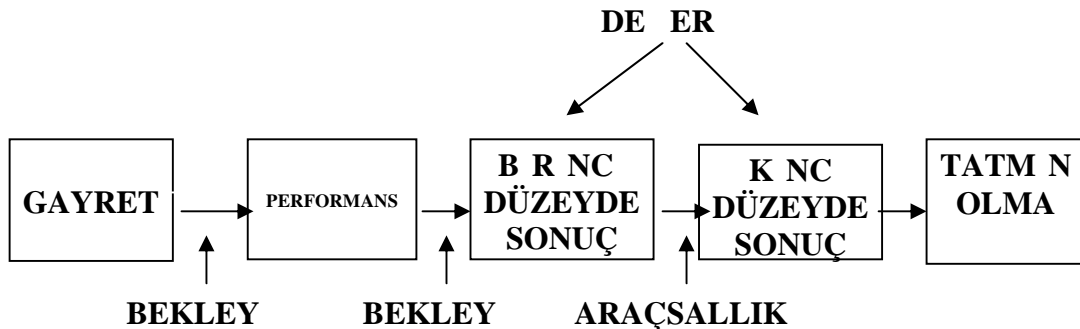 DE ER
GAYRET
PERFORMANS
B R NC
DÜZEYDE
SONUÇ
K NC
DÜZEYDE
SONUÇ
TATM N
OLMA
BEKLEY
BEKLEY
ARAÇSALLIK